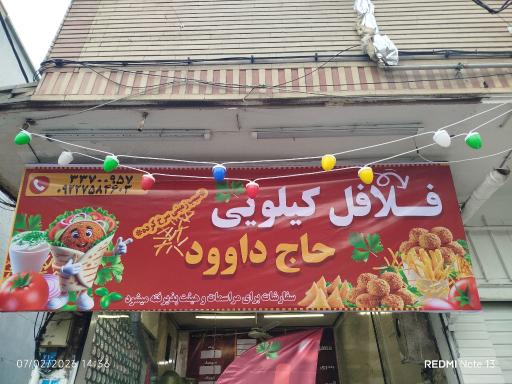 ۳۳۷۰۰۹۵۷
۰۹۲۲۷۵۸۴۶۰۳
فلافل کیلویی
حاج داوود
سفارشات برای مراسمات و هیئت پذیرفته میشود
07/02/2023 14:36
REDMI Note 13